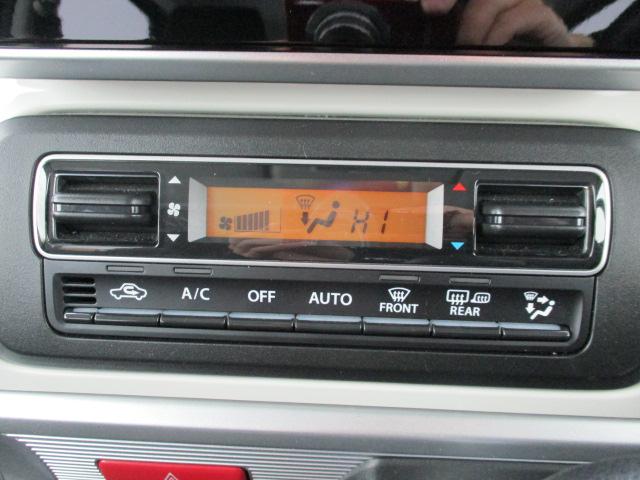 HI
A/C OFF AUTO FRONT REAR